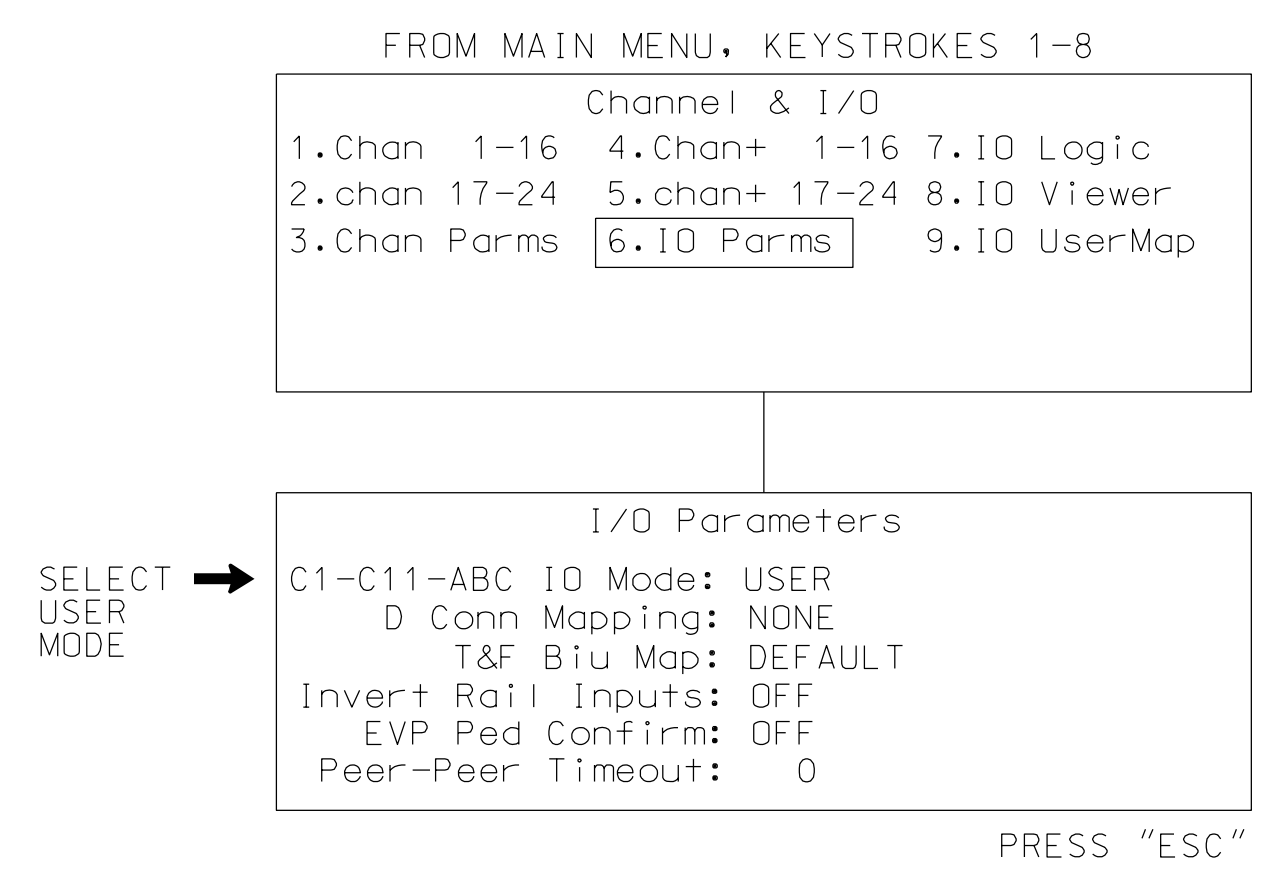 FROM MAIN MENU, KEYSTROKES 1-8
Channel & I/O
1.Chan 1-16 4.Chan+ 1-16 7.IO Logic
2.chan 17-24 5.chan+ 17-24 8.IO Viewer
3.Chan Parms 6.IO Parms 9.IO UserMap
I/O Parameters
SELECT USER MODE
C1-C11-ABC IO Mode: USER
D Conn Mapping: NONE
T&F Biu Map: DEFAULT
Invert Rail Inputs: OFF
EVP Ped Confirm: OFF
Peer-Peer Timeout: 0
PRESS "ESC"